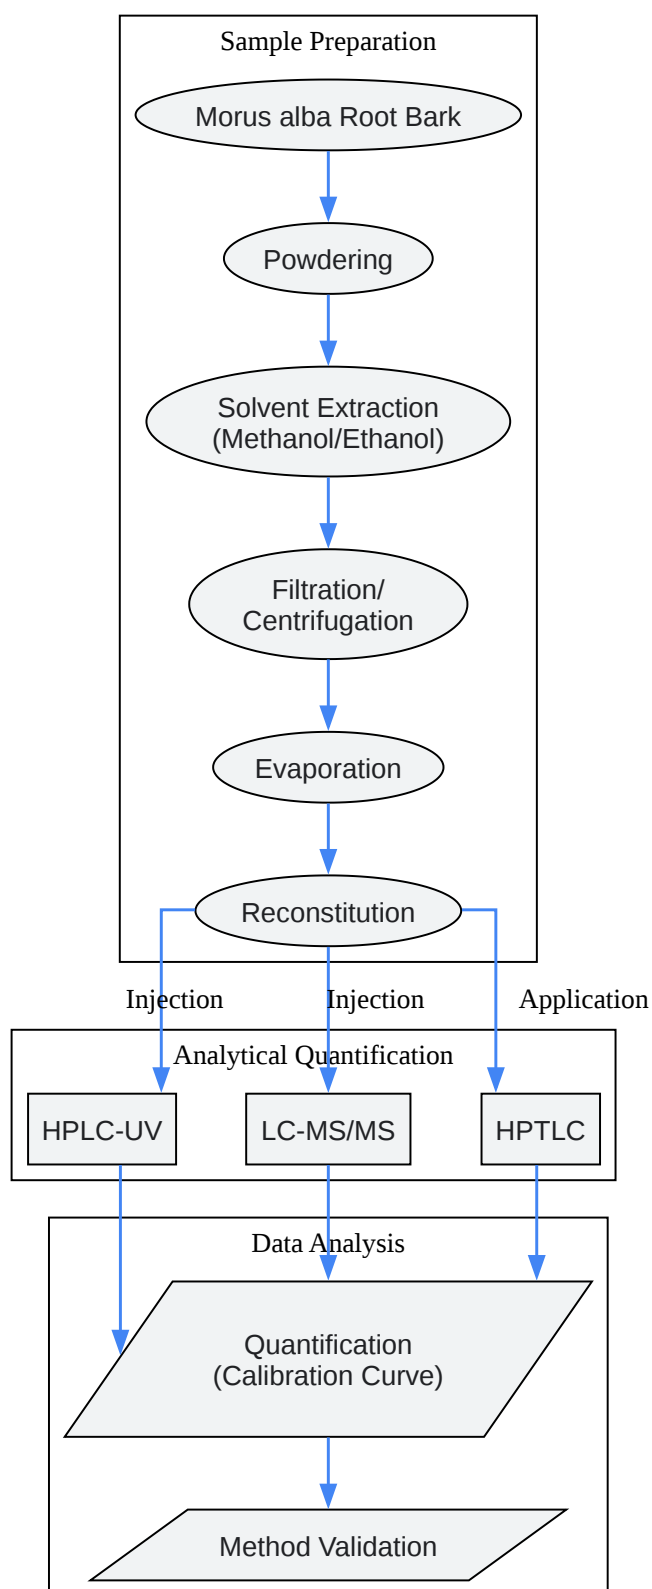 Sample Preparation
Morus alba Root Bark
Powdering
Solvent Extraction
(Methanol/Ethanol)
Filtration/
Centrifugation
Evaporation
Reconstitution
Injection
Injection
Application
Analytical Quantification
HPLC-UV
LC-MS/MS
HPTLC
Data Analysis
Quantification
(Calibration Curve)
Method Validation